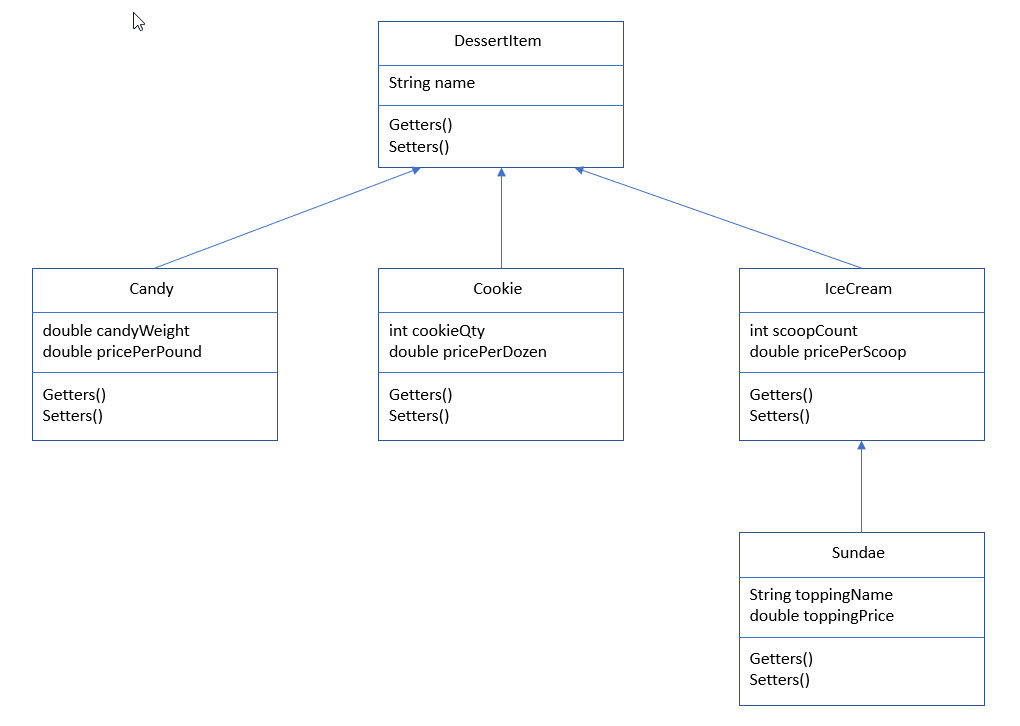 DessertItem
String name
Getters()
Setters()
Candy
double candyWeight
double pricePerPound
Getters()
Setters()
Cookie
int cookieQty
double pricePerDozen
Getters()
Setters()
IceCream
int scoopCount
double pricePerScoop
Getters()
Setters()
Sundae
String toppingName
double toppingPrice
Getters()
Setters()